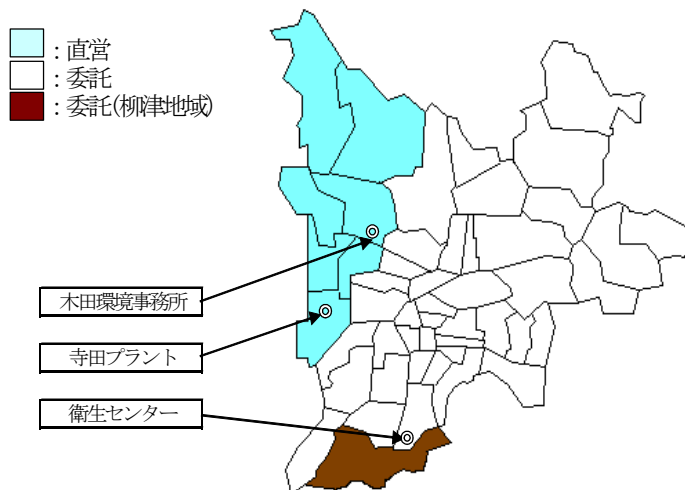 ：直営
：委託
：委託(柳津地域)
木田環境事務所
寺田プラント
衛生センター